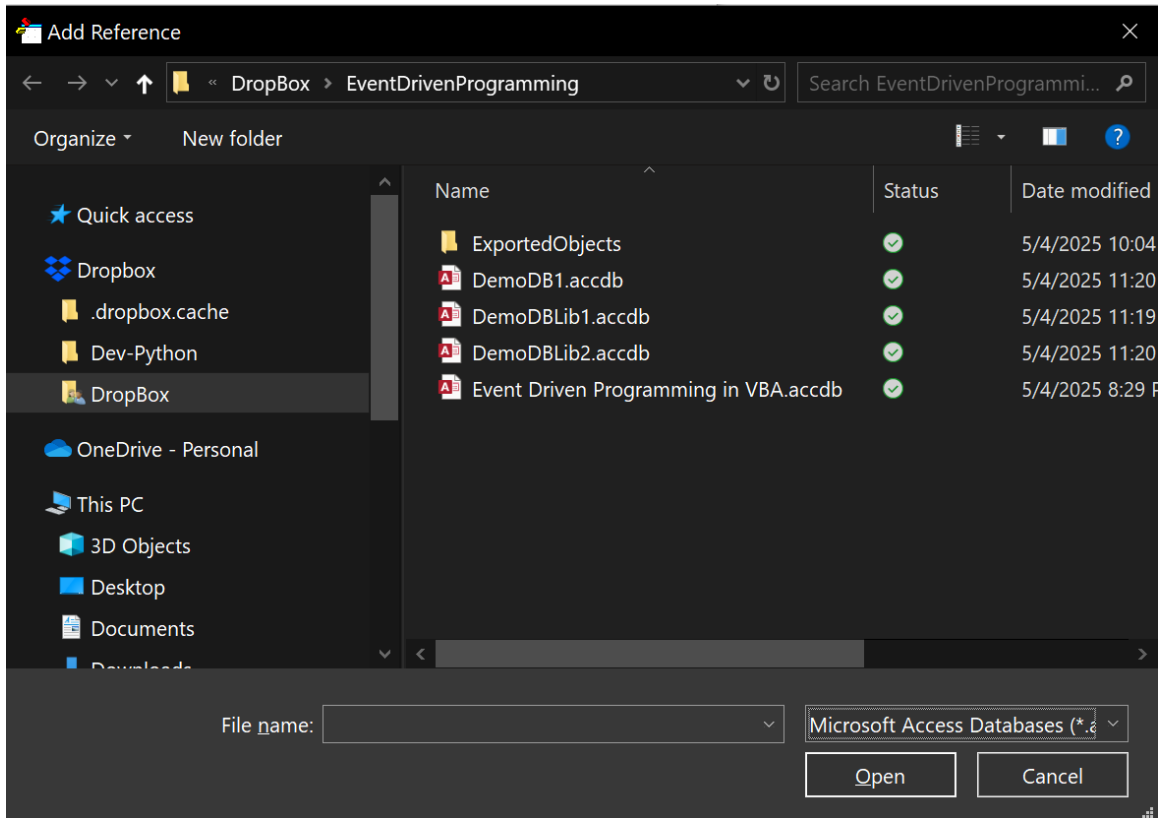 Add Reference
« DropBox > EventDrivenProgramming
Search EventDrivenProgrammi...
Organize
New folder
?
Name
Status
Date modified
Quick access
Dropbox
.dropbox.cache
Dev-Python
DropBox
OneDrive - Personal
This PC
3D Objects
Desktop
Documents
Downloads
ExportedObjects 5/4/2025 10:04
DemoDB1.accdb 5/4/2025 11:20
DemoDBLib1.accdb 5/4/2025 11:19
DemoDBLib2.accdb 5/4/2025 11:20
Event Driven Programming in VBA.accdb 5/4/2025 8:29
File name:
Microsoft Access Databases (*.a
Open
Cancel